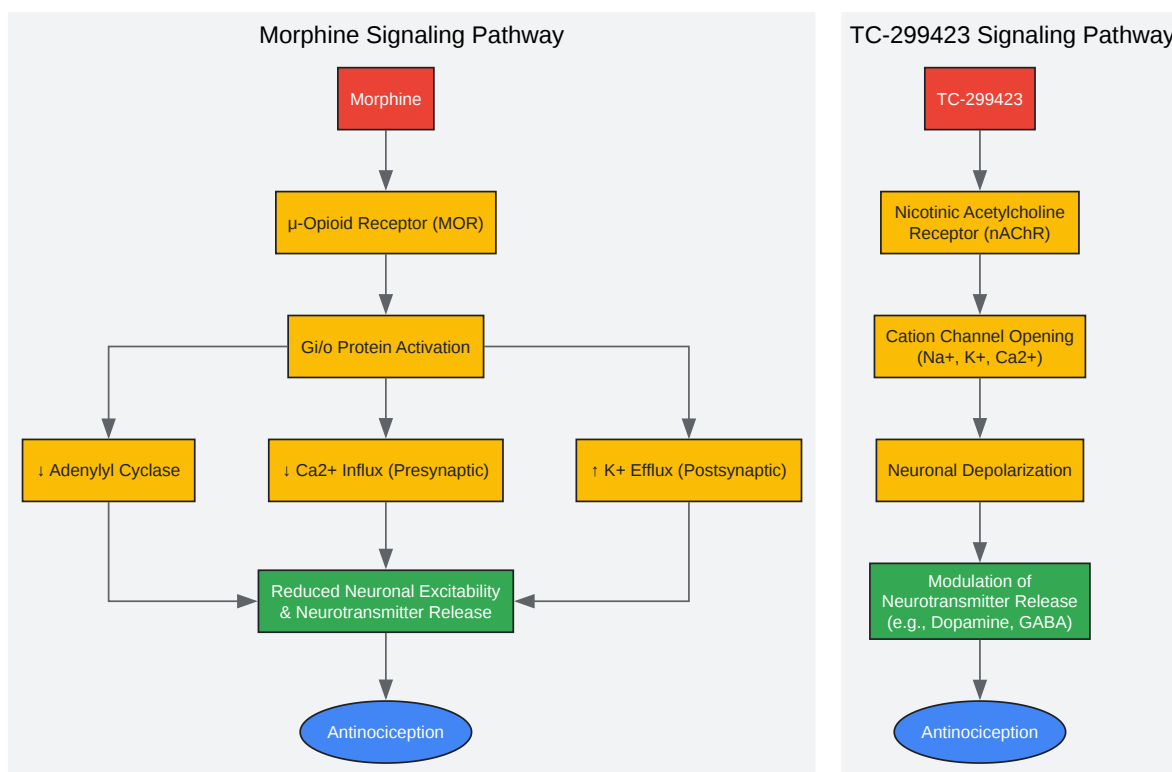 Morphine Signaling Pathway
Morphine
μ-Opioid Receptor (MOR)
Gi/o Protein Activation
↓ Adenylyl Cyclase
↓ Ca2+ Influx (Presynaptic)
↑ K+ Efflux (Postsynaptic)
Reduced Neuronal Excitability
& Neurotransmitter Release
Antinociception
TC-299423 Signaling Pathway
TC-299423
Nicotinic Acetylcholine
Receptor (nAChR)
Cation Channel Opening
(Na+, K+, Ca2+)
Neuronal Depolarization
Modulation of
Neurotransmitter Release
(e.g., Dopamine, GABA)
Antinociception